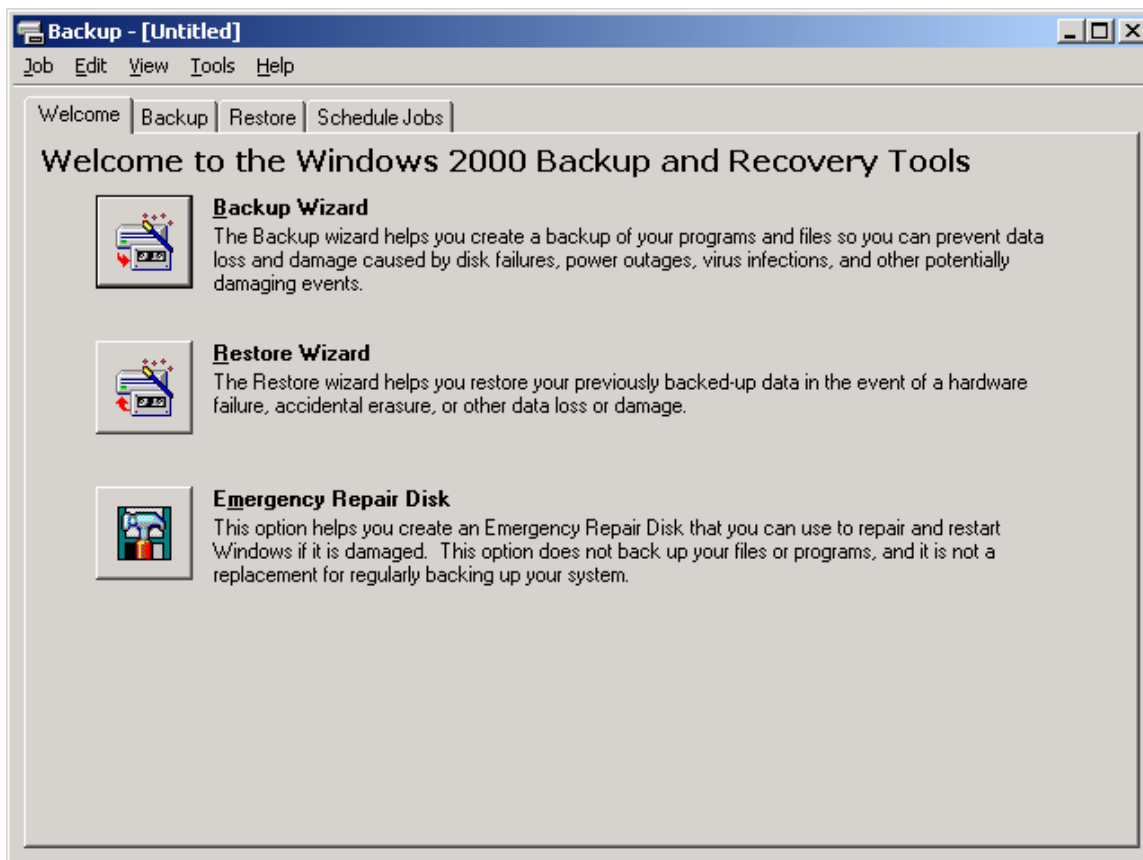 Backup - [Untitled]
Job Edit View Tools Help
Welcome Backup Restore Schedule Jobs
Welcome to the Windows 2000 Backup and Recovery Tools
Backup Wizard
The Backup wizard helps you create a backup of your programs and files so you can prevent data
loss and damage caused by disk failures, power outages, virus infections, and other potentially
damaging events.
Restore Wizard
The Restore wizard helps you restore your previously backed-up data in the event of a hardware
failure, accidental erasure, or other data loss or damage.
Emergency Repair Disk
This option helps you create an Emergency Repair Disk that you can use to repair and restart
Windows if it is damaged.  This option does not back up your files or programs, and it is not a
replacement for regularly backing up your system.